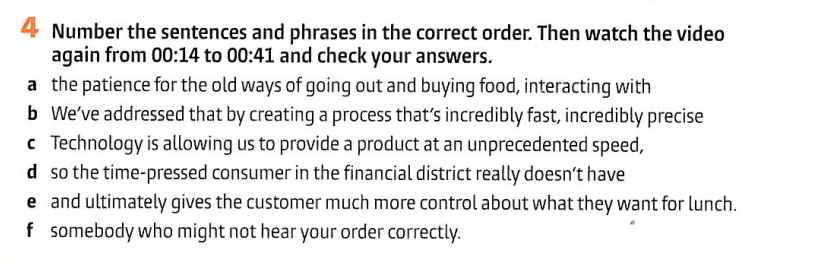 4 Number the sentences and phrases in the correct order. Then watch the video
again from 00:14 to 00:41 and check your answers.
a the patience for the old ways of going out and buying food, interacting with
b We've addressed that by creating a process that's incredibly fast, incredibly precise
c Technology is allowing us to provide a product at an unprecedented speed,
d so the time-pressed consumer in the financial district really doesn't have
e and ultimately gives the customer much more control about what they want for lunch.
f somebody who might not hear your order correctly.